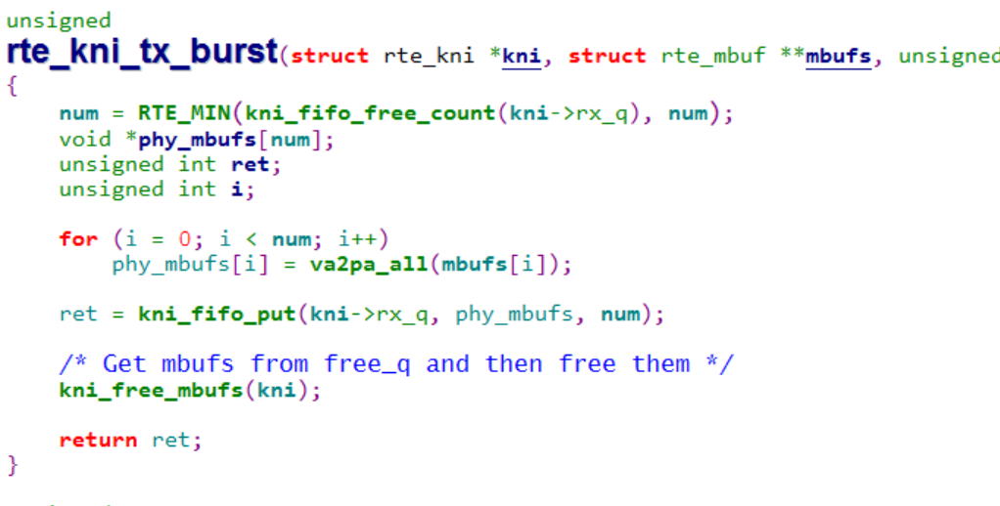 unsigned
rte_kni_tx_burst(struct rte_kni *kni, struct rte_mbuf **mbufs, unsigned
{
    num = RTE_MIN(kni_fifo_free_count(kni->rx_q), num);
    void *phy_mbufs[num];
    unsigned int ret;
    unsigned int i;

    for (i = 0; i < num; i++)
        phy_mbufs[i] = va2pa_all(mbufs[i]);

    ret = kni_fifo_put(kni->rx_q, phy_mbufs, num);

    /* Get mbufs from free_q and then free them */
    kni_free_mbufs(kni);

    return ret;
}